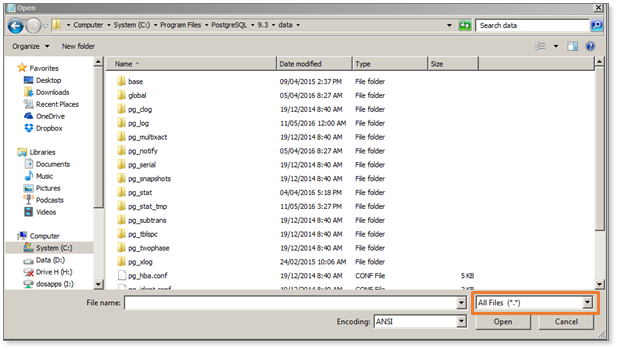 Open
Computer System (C:) Program Files PostgreSQL 9.3 data Search data
Organize New folder
Name Date modified Type Size
Favorites
Desktop
Downloads
Recent Places
OneDrive
Dropbox
Libraries
Documents
Music
Pictures
Podcasts
Videos
Computer
System (C:)
Data (D:)
Drive H (H:)
dosapps (I:)
base 09/04/2015 2:37 PM File folder
global 05/04/2016 8:27 AM File folder
pg_clog 19/12/2014 8:40 AM File folder
pg_log 11/05/2016 12:00 AM File folder
pg_multixact 19/12/2014 8:40 AM File folder
pg_notify 05/04/2016 8:27 AM File folder
pg_serial 19/12/2014 8:40 AM File folder
pg_snapshots 19/12/2014 8:40 AM File folder
pg_stat 04/04/2016 5:18 PM File folder
pg_stat_tmp 11/05/2016 3:27 PM File folder
pg_subtrans 19/12/2014 8:40 AM File folder
pg_tblspc 19/12/2014 8:40 AM File folder
pg_twophase 19/12/2014 8:40 AM File folder
pg_xlog 24/02/2015 10:06 AM File folder
pg_hba.conf 19/12/2014 8:40 AM CONF File 5 KB
pg_ident.conf 19/12/2014 8:40 AM CONF File 2 KB
File name: All Files (*.*)
Encoding: ANSI Open Cancel